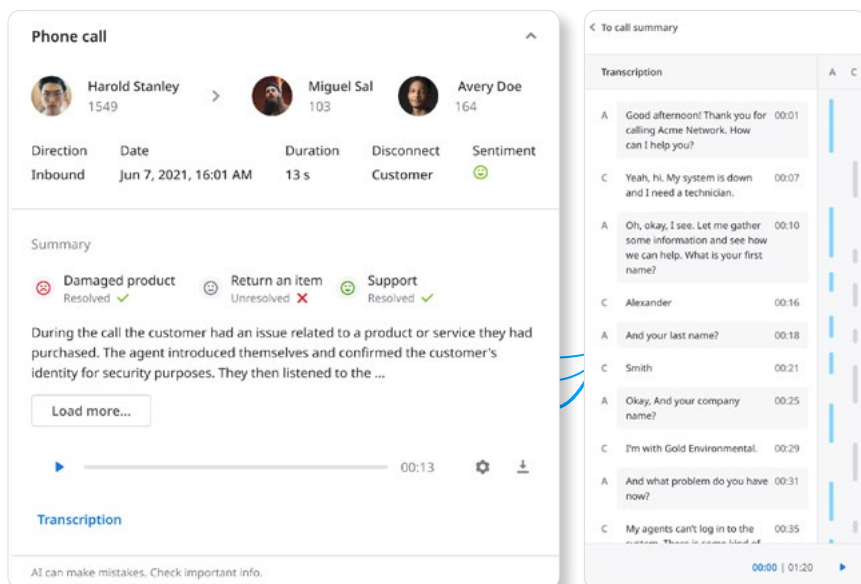 Phone call
Harold Stanley
1549
Miguel Sal
103
Avery Doe
164
Direction Date Duration Disconnect Sentiment
Inbound Jun 7, 2021, 16:01 AM 13 s Customer
Summary
Damaged product
Resolved
Return an item
Unresolved
Support
Resolved
During the call the customer had an issue related to a product or service they had
purchased. The agent introduced themselves and confirmed the customer's
identity for security purposes. They then listened to the ...
Load more...
00:13
Transcription
AI can make mistakes. Check important info.
To call summary
Transcription A C
A Good afternoon! Thank you for 00:01
calling Acme Network. How
can I help you?
C Yeah, hi. My system is down 00:07
and I need a technician.
A Oh, okay, I see. Let me gather 00:10
some information and see how
we can help. What is your first
name?
C Alexander 00:16
A And your last name? 00:18
C Smith 00:21
A Okay, And your company 00:25
name?
C I'm with Gold Environmental. 00:29
A And what problem do you have 00:31
now?
C My agents can't log in to the 00:35
system. There is some kind of
00:00 | 01:20